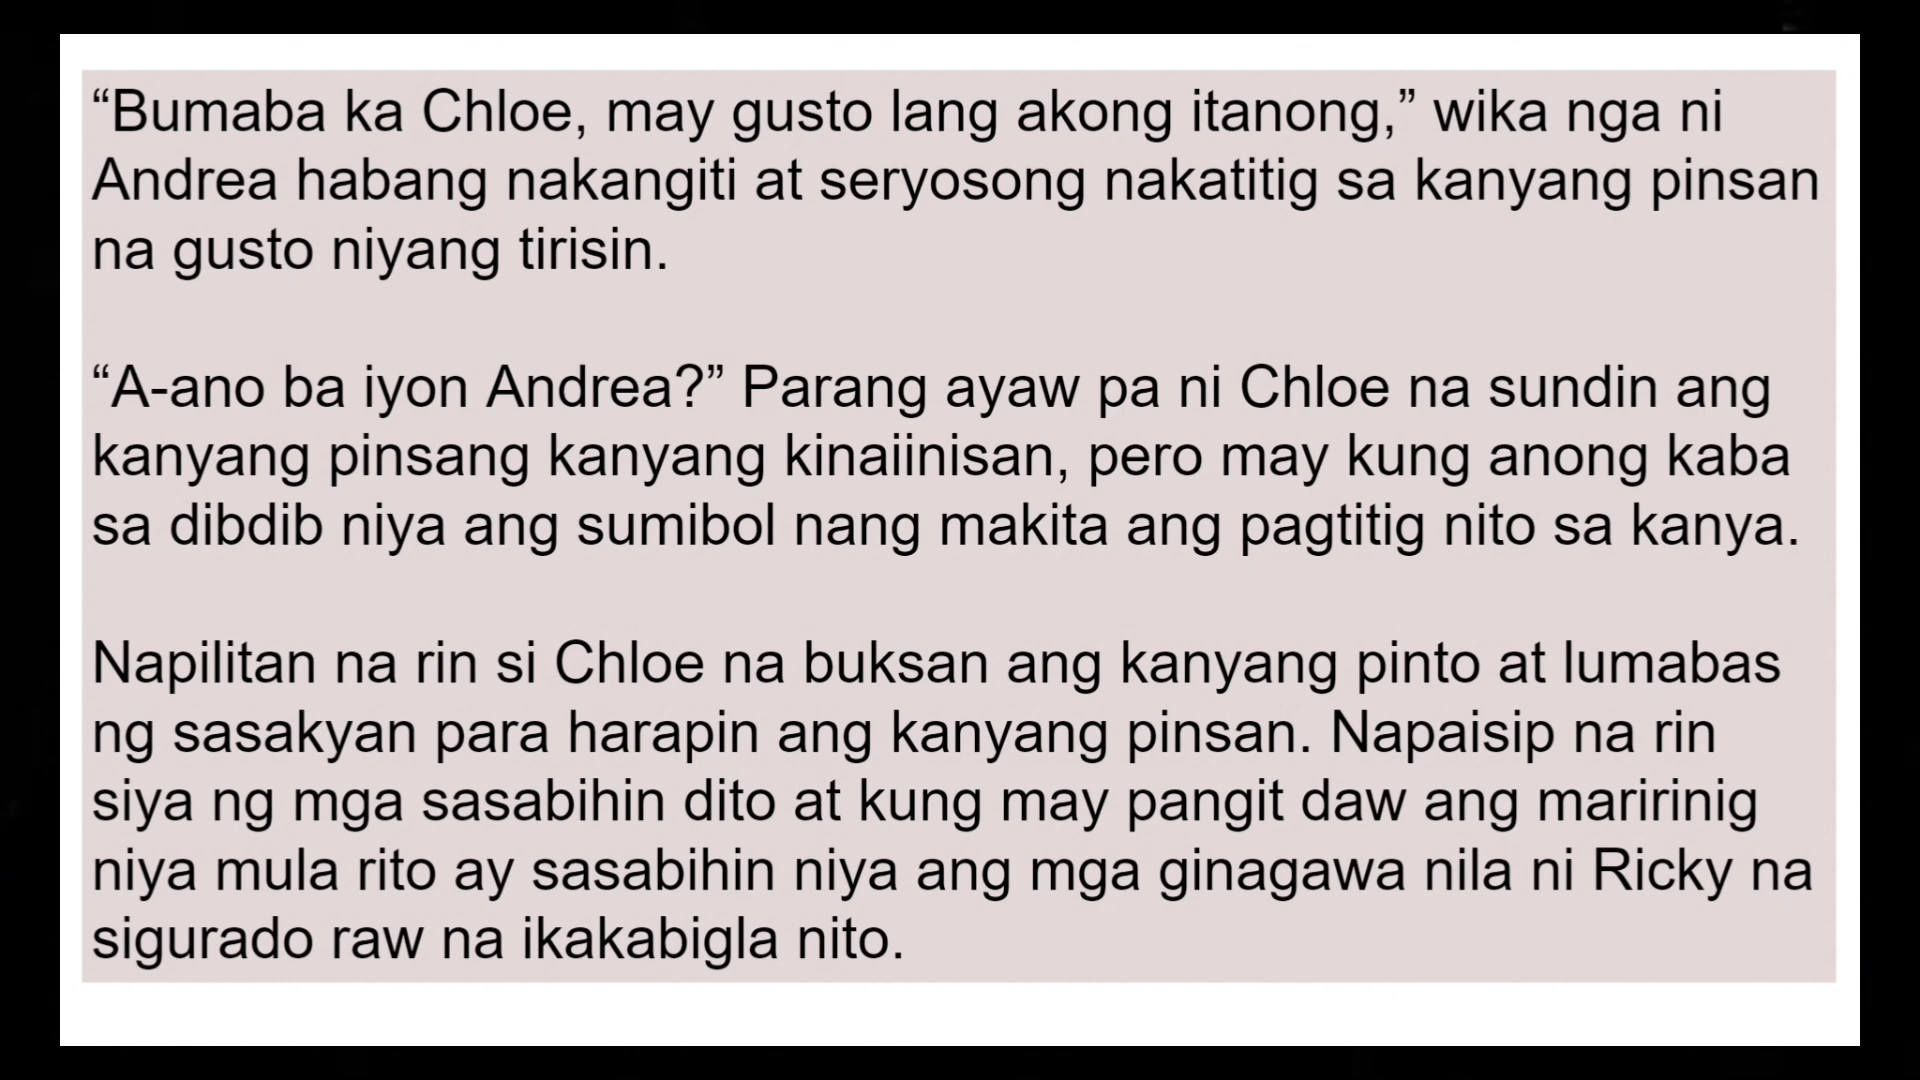 “Bumaba ka Chloe, may gusto lang akong itanong,” wika nga ni
Andrea habang nakangiti at seryosong nakatitig sa kanyang pinsan
na gusto niyang tirisin.
“A-ano ba iyon Andrea?” Parang ayaw pa ni Chloe na sundin ang
kanyang pinsang kanyang kinaiinisan, pero may kung anong kaba
sa dibdib niya ang sumibol nang makita ang pagtitig nito sa kanya.
Napilitan na rin si Chloe na buksan ang kanyang pinto at lumabas
ng sasakyan para harapin ang kanyang pinsan. Napaisip na rin
siya ng mga sasabihin dito at kung may pangit daw ang maririnig
niya mula rito ay sasabihin niya ang mga ginagawa nila ni Ricky na
sigurado raw na ikakabigla nito.